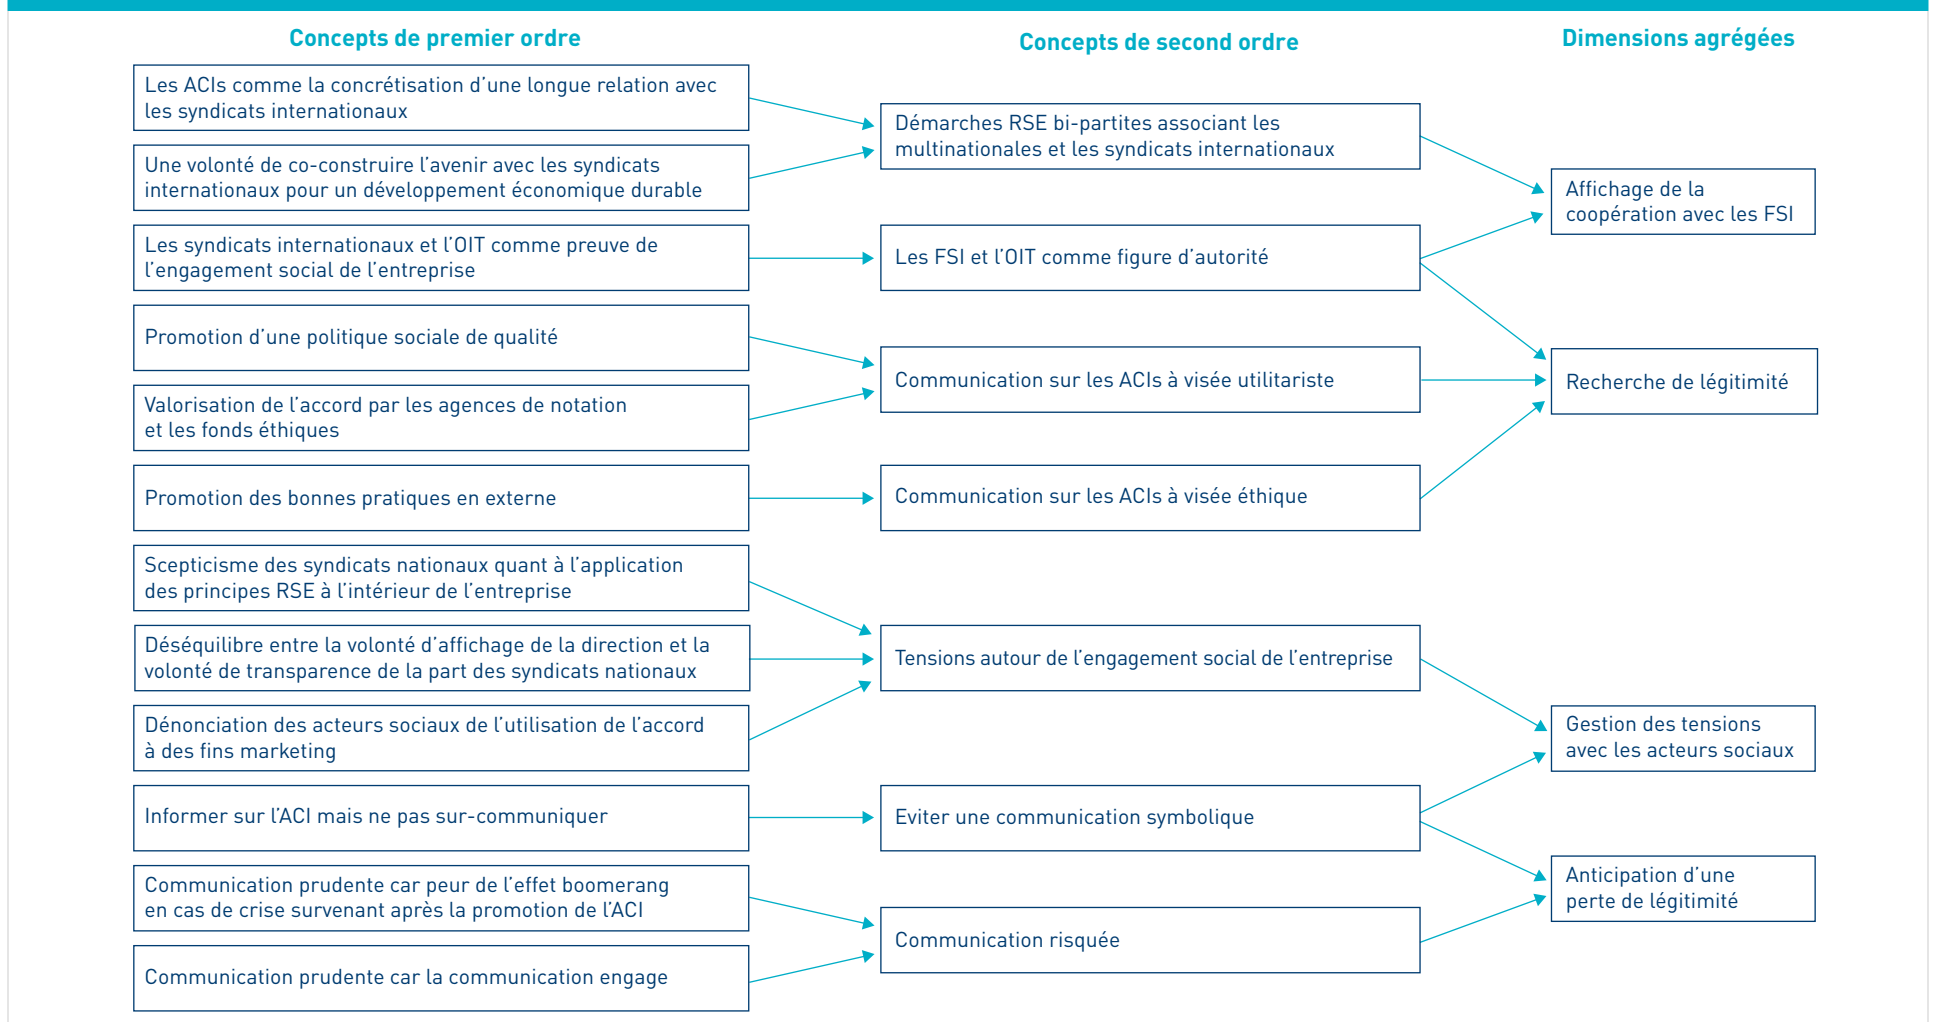 Concepts de premier ordre
Les ACIs comme la concrétisation d’une longue relation avec
les syndicats internationaux
Une volonté de co-construire l’avenir avec les syndicats
internationaux pour un développement économique durable
Les syndicats internationaux et l’OIT comme preuve de
l’engagement social de l’entreprise
Promotion d’une politique sociale de qualité
Valorisation de l’accord par les agences de notation
et les fonds éthiques
Promotion des bonnes pratiques en externe
Scepticisme des syndicats nationaux quant à l’application
des principes RSE à l’intérieur de l’entreprise
Déséquilibre entre la volonté d’affichage de la direction et la
volonté de transparence de la part des syndicats nationaux
Dénonciation des acteurs sociaux de l’utilisation de l’accord
à des fins marketing
Informer sur l’ACI mais ne pas sur-communiquer
Communication prudente car peur de l’effet boomerang
en cas de crise survenant après la promotion de l’ACI
Communication prudente car la communication engage
Concepts de second ordre
Démarches RSE bi-partites associant les
multinationales et les syndicats internationaux
Les FSI et l’OIT comme figure d’autorité
Communication sur les ACIs à visée utilitariste
Communication sur les ACIs à visée éthique
Tensions autour de l’engagement social de l’entreprise
Eviter une communication symbolique
Communication risquée
Dimensions agrégées
Affichage de la
coopération avec les FSI
Recherche de légitimité
Gestion des tensions
avec les acteurs sociaux
Anticipation d’une
perte de légitimité